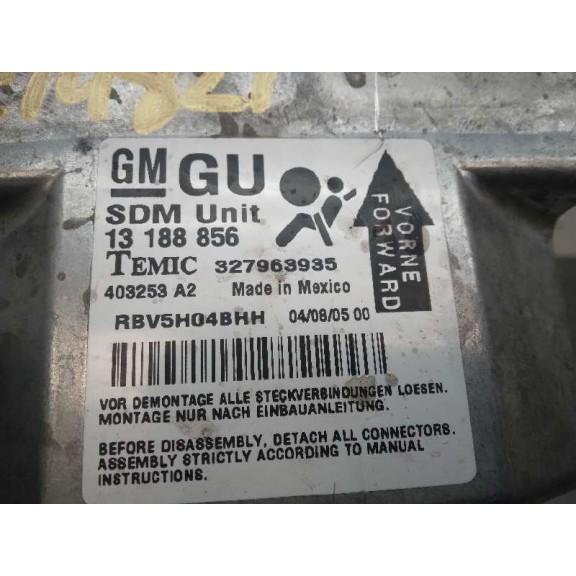 GM GU
SDM Unit
13 188 856
TEMIC 327963935
403253 A2 Made in Mexico
RBV5H04BHH 04/08/05 00
VORNE
FORWARD
VOR DEMONTAGE ALLE STECKVERBINDUNGEN LOESEN.
MONTAGE NUR NACH EINBAUANLEITUNG.
BEFORE DISASSEMBLY, DETACH ALL CONNECTORS.
ASSEMBLY STRICTLY ACCORDING TO MANUAL
INSTRUCTIONS